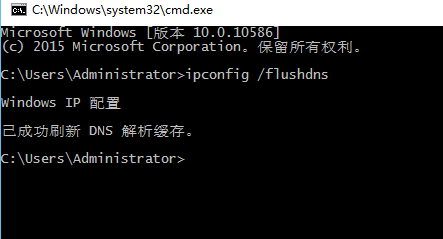 C:\Windows\system32\cmd.exe
Microsoft Windows [版本 10.0.10586]
(c) 2015 Microsoft Corporation。保留所有权利。
C:\Users\Administrator>ipconfig /flushdns
Windows IP 配置
已成功刷新 DNS 解析缓存。
C:\Users\Administrator>